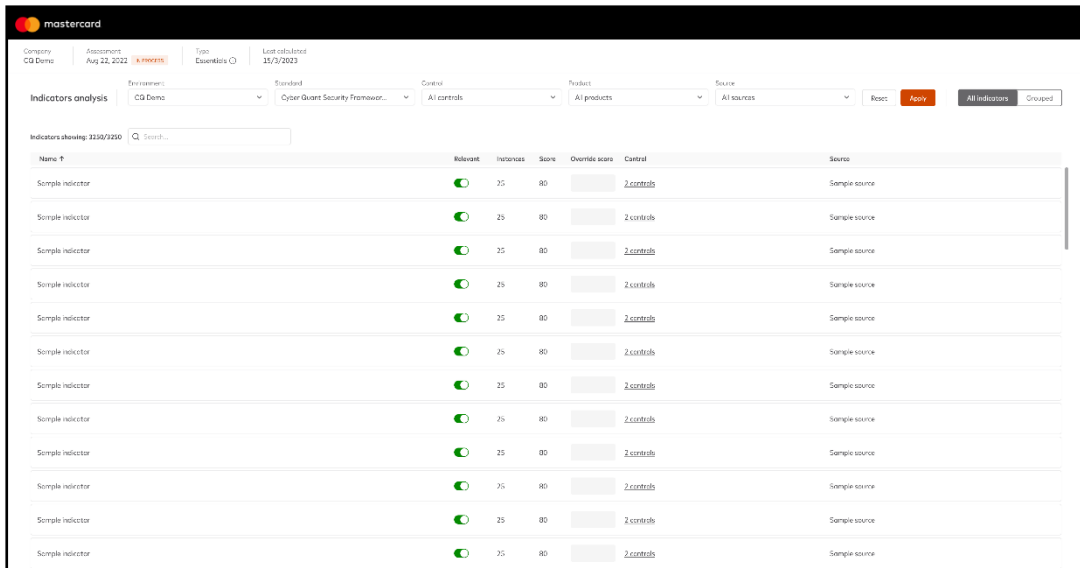 mastercard
Company Assessment Type Last calculated
CQ Demo Aug 22, 2022 IN PROCESS Essentials 15/3/2023
Environment Standard Control Product Source
Indicators analysis CQ Demo Cyber Quant Security Framewor... All controls All products All sources Reset Apply All indicators Grouped
Indicators showing: 3250/3250 Search...
Name ↑ Relevant Instances Score Override score Control Source
Sample indicator 25 80 2 controls Sample source
Sample indicator 25 80 2 controls Sample source
Sample indicator 25 80 2 controls Sample source
Sample indicator 25 80 2 controls Sample source
Sample indicator 25 80 2 controls Sample source
Sample indicator 25 80 2 controls Sample source
Sample indicator 25 80 2 controls Sample source
Sample indicator 25 80 2 controls Sample source
Sample indicator 25 80 2 controls Sample source
Sample indicator 25 80 2 controls Sample source
Sample indicator 25 80 2 controls Sample source
Sample indicator 25 80 2 controls Sample source